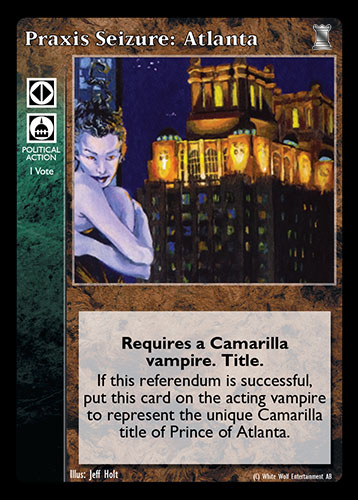 Praxis Seizure: Atlanta
POLITICAL
ACTION
1 Vote
Requires a Camarilla
vampire. Title.
If this referendum is successful,
put this card on the acting vampire
to represent the unique Camarilla
title of Prince of Atlanta.
Illus: Jeff Holt
(C) White Wolf Entertainment AB